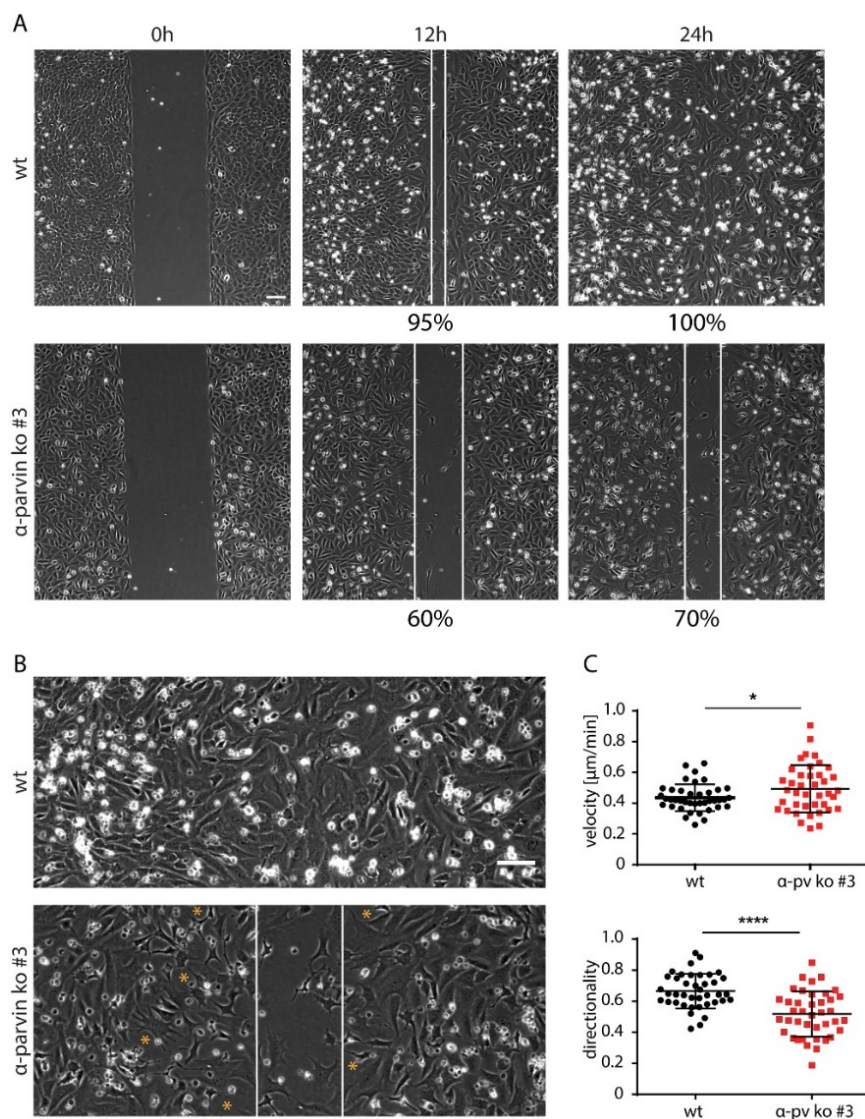 A
0h 12h 24h
wt
95% 100%
α-parvin ko #3
60% 70%
B
wt
* * * * * * *
α-parvin ko #3
C
*
1.0
0.8
0.6
0.4
0.2
0
velocity [μm/min]
wt α-pv ko #3
****
1.0
0.8
0.6
0.4
0.2
0
directionality
wt α-pv ko #3